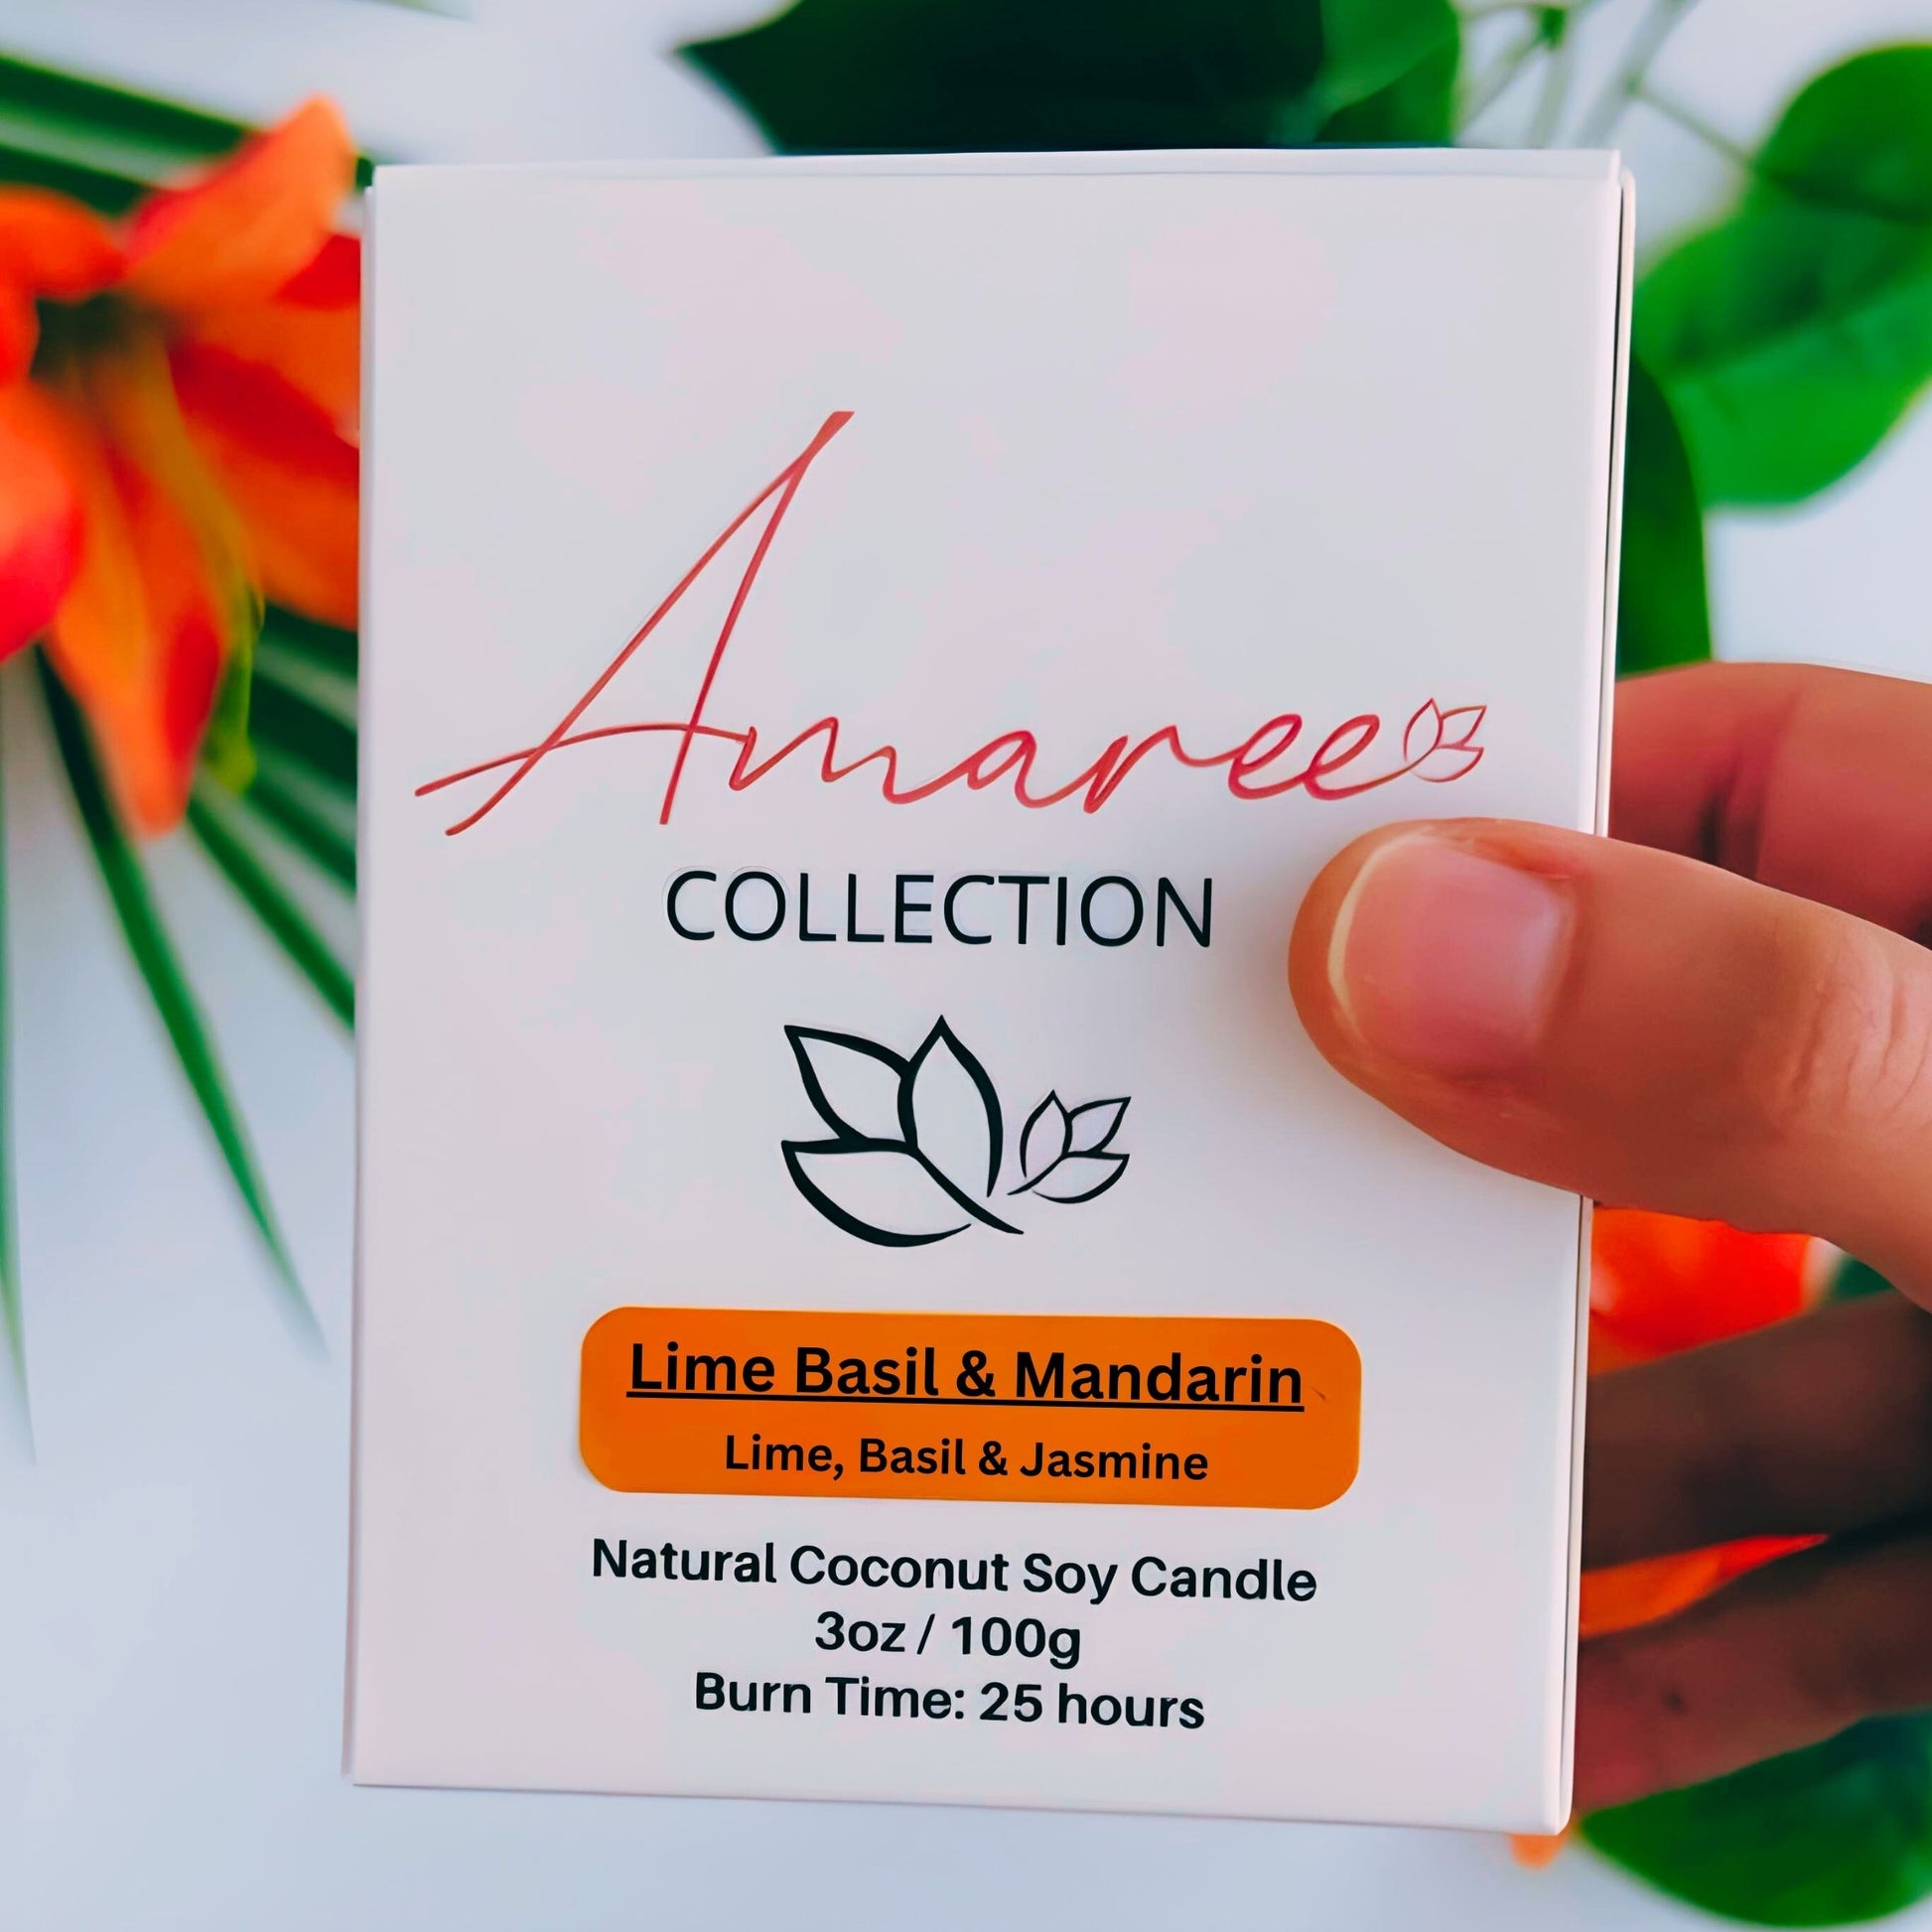 Amaree
COLLECTION
Lime Basil & Mandarin
Lime, Basil & Jasmine
Natural Coconut Soy Candle
3oz / 100g
Burn Time: 25 hours